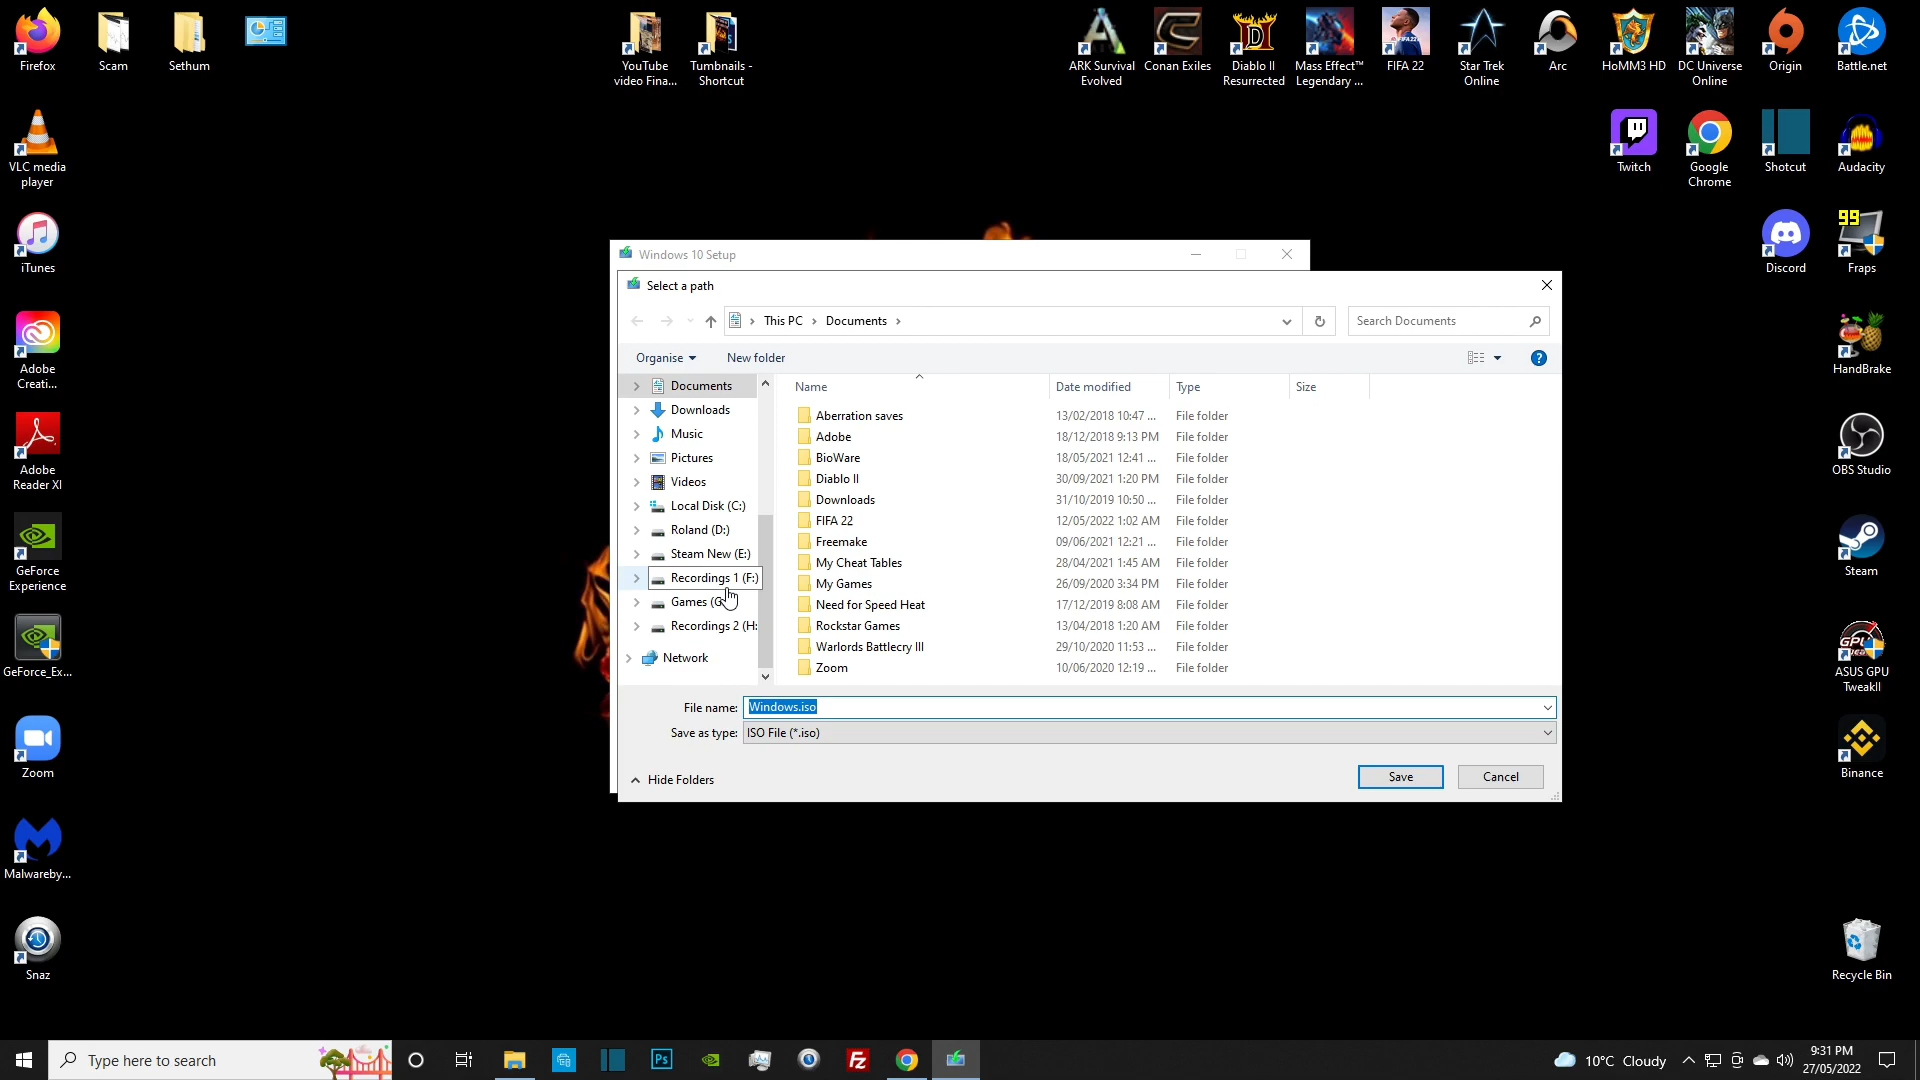 Firefox
Scam
Sethum
YouTube
video Fina...
Tumbnails -
Shortcut
ARK Survival
Evolved
Conan Exiles
Diablo II
Resurrected
Mass Effect™
Legendary ...
FIFA 22
Star Trek
Online
Arc
HoMM3 HD
DC Universe
Online
Origin
Battle.net
VLC media
player
Twitch
Google
Chrome
Shotcut
Audacity
iTunes
Discord
99
Fraps
Adobe
Creati...
HandBrake
Adobe
Reader XI
OBS Studio
GeForce
Experience
Steam
GeForce_Ex...
ASUS GPU
TweakII
Zoom
Binance
Malwareby...
Snaz
Recycle Bin
Windows 10 Setup
Select a path
This PC
Documents
Search Documents
Organise
New folder
Documents
Downloads
Music
Pictures
Videos
Local Disk (C:)
Roland (D:)
Steam New (E:)
Recordings 1 (F:)
Games (G
Recordings 2 (H:
Network
Name Date modified Type Size
Aberration saves 13/02/2018 10:47 ... File folder
Adobe 18/12/2018 9:13 PM File folder
BioWare 18/05/2021 12:41 ... File folder
Diablo II 30/09/2021 1:20 PM File folder
Downloads 31/10/2019 10:50 ... File folder
FIFA 22 12/05/2022 1:02 AM File folder
Freemake 09/06/2021 12:21 ... File folder
My Cheat Tables 28/04/2021 1:45 AM File folder
My Games 26/09/2020 3:34 PM File folder
Need for Speed Heat 17/12/2019 8:08 AM File folder
Rockstar Games 13/04/2018 1:20 AM File folder
Warlords Battlecry III 29/10/2020 11:53 ... File folder
Zoom 10/06/2020 12:19 ... File folder
File name: Windows.iso
Save as type: ISO File (*.iso)
Hide Folders
Save
Cancel
Type here to search
Ps
Fz
10°C Cloudy
9:31 PM
27/05/2022